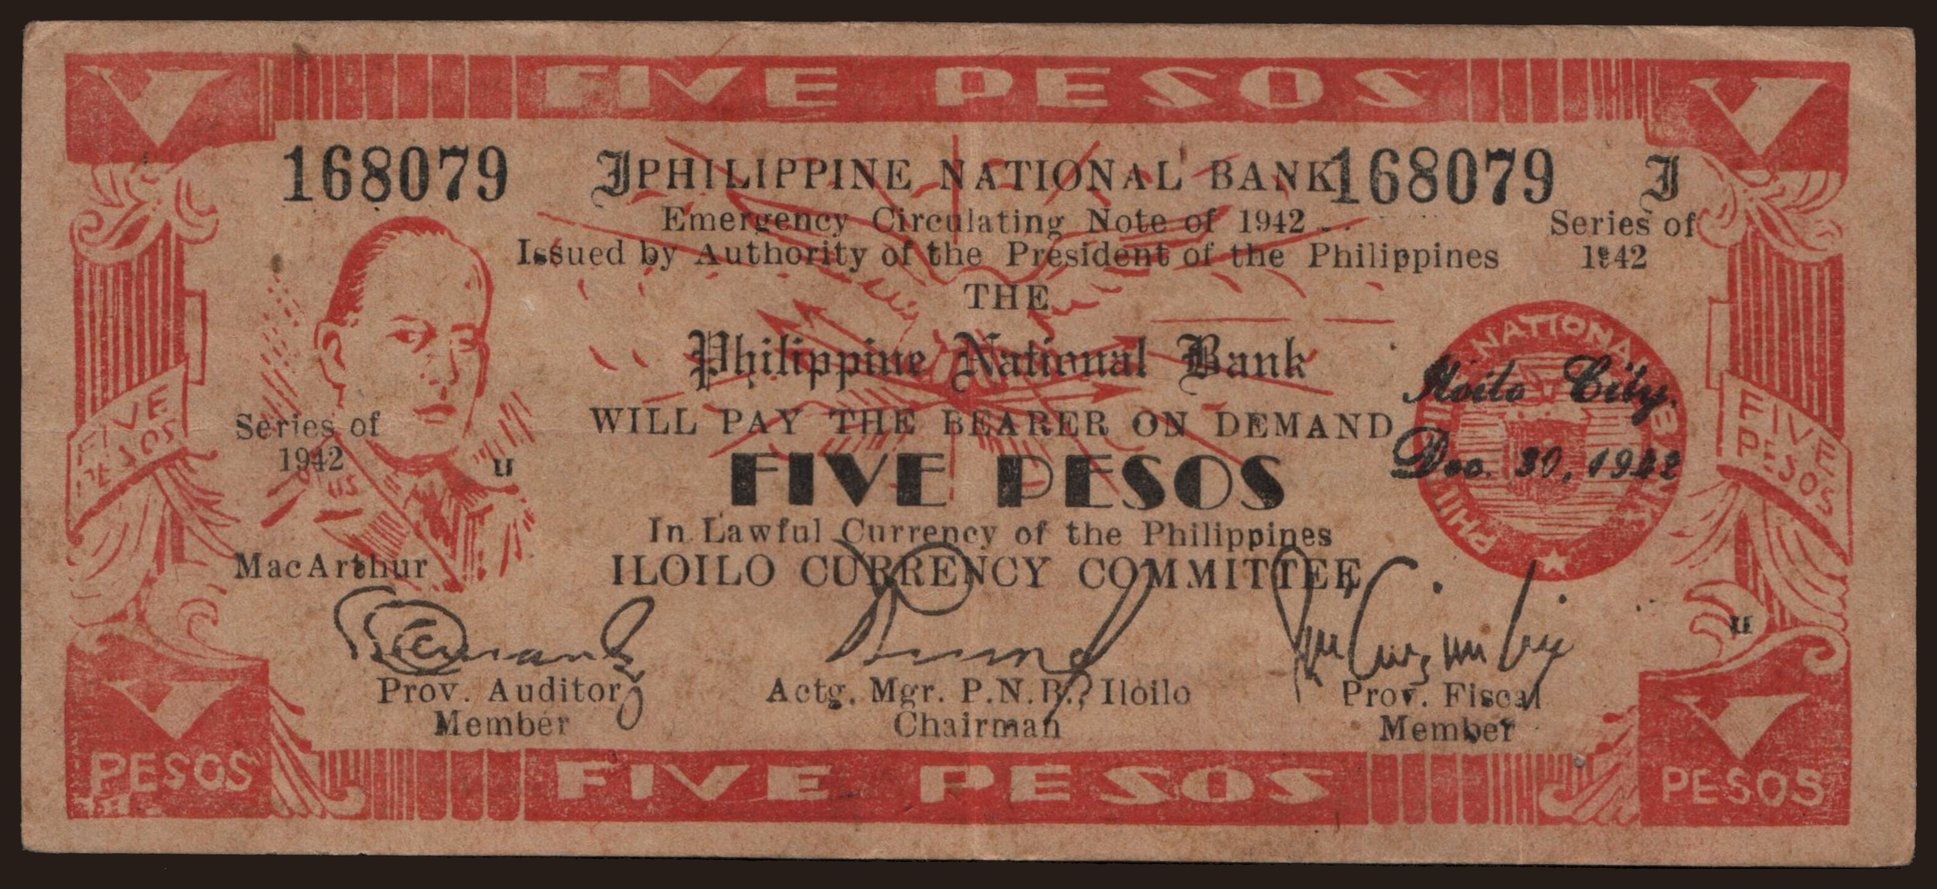 V FIVE PESOS V
168079 J PHILIPPINE NATIONAL BANK 168079 J
Emergency Circulating Note of 1942
Series of
1942
Issued by Authority of the President of the Philippines
THE
Philippine National Bank
PHILIPPINE NATIONAL BANK
Iloilo City,
Dec. 30, 1942
WILL PAY THE BEARER ON DEMAND
Series of
1942
u
FIVE PESOS
FIVE PESOS
FIVE PESOS
In Lawful Currency of the Philippines
MacArthur
ILOILO CURRENCY COMMITTEE
u
Prov. Auditor
Member
Actg. Mgr. P.N.B., Iloilo
Chairman
Prov. Fiscal
Member
V PESOS
FIVE PESOS
V PESOS